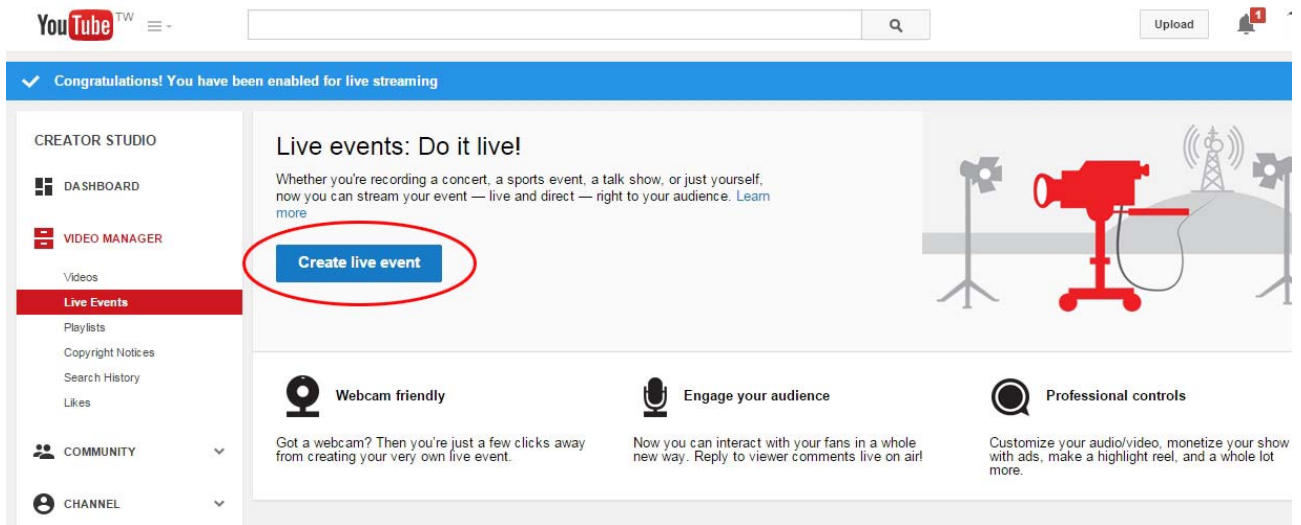 YouTube TW
Upload
1
Congratulations! You have been enabled for live streaming
CREATOR STUDIO
DASHBOARD
VIDEO MANAGER
Videos
Live Events
Playlists
Copyright Notices
Search History
Likes
COMMUNITY
CHANNEL
Live events: Do it live!
Whether you're recording a concert, a sports event, a talk show, or just yourself,
now you can stream your event — live and direct — right to your audience. Learn
more
Create live event
Webcam friendly
Got a webcam? Then you're just a few clicks away
from creating your very own live event.
Engage your audience
Now you can interact with your fans in a whole
new way. Reply to viewer comments live on air!
Professional controls
Customize your audio/video, monetize your show
with ads, make a highlight reel, and a whole lot
more.